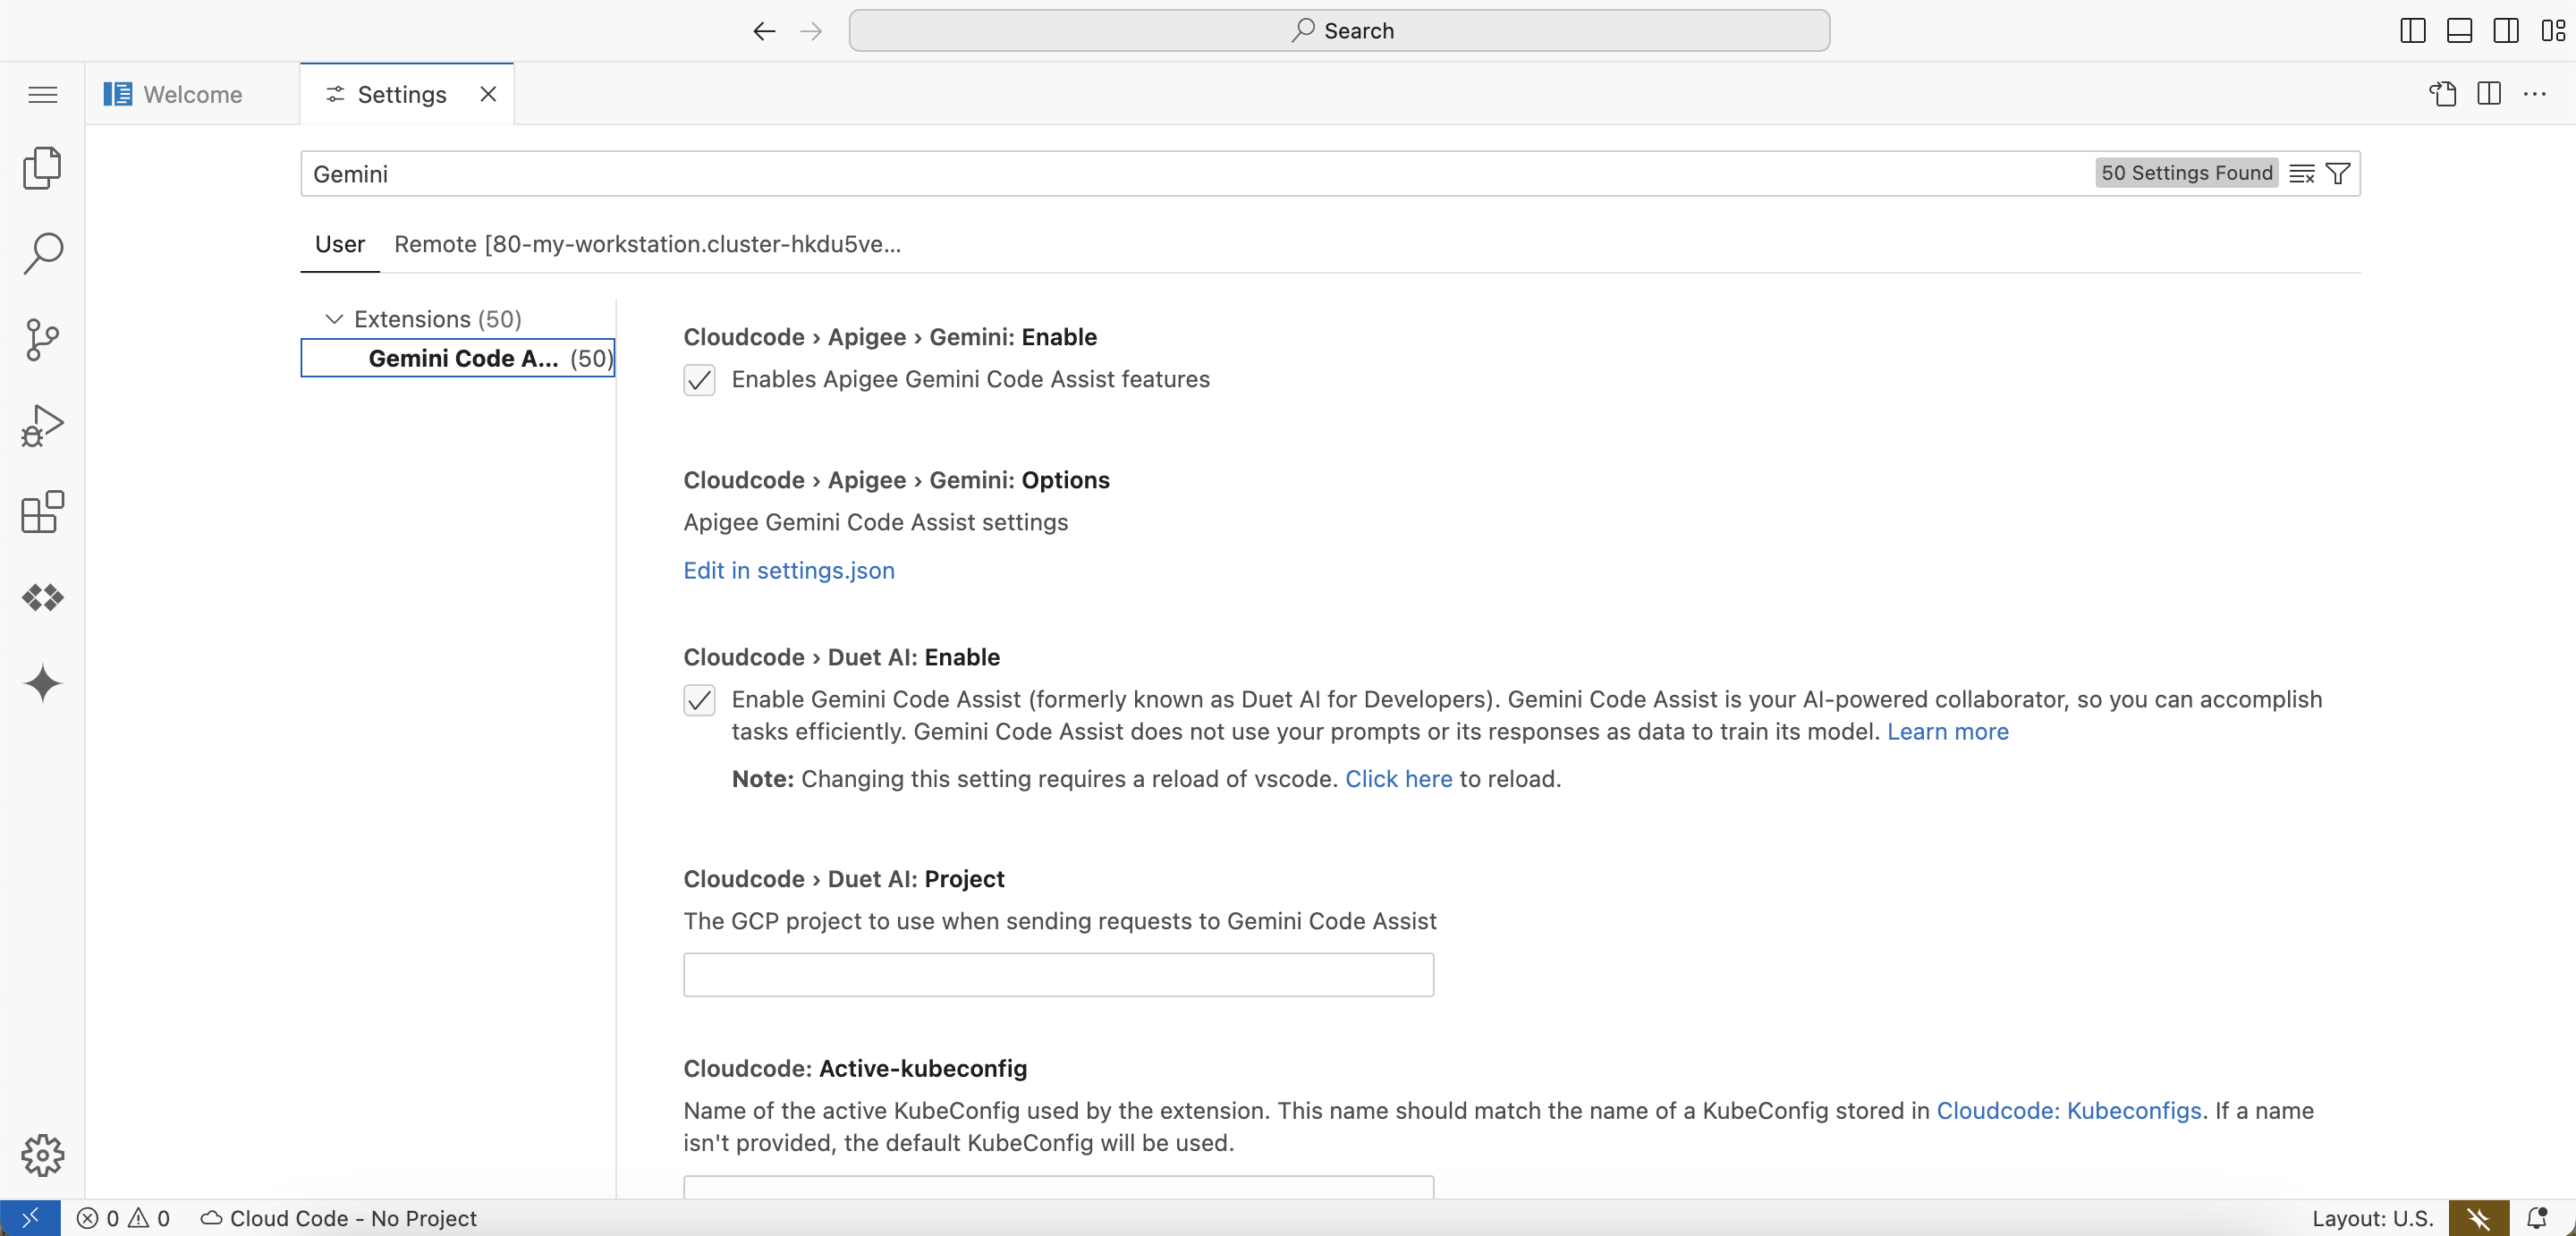 Search
Welcome
Settings
Gemini
50 Settings Found
User
Remote [80-my-workstation.cluster-hkdu5ve...
Extensions (50)
Gemini Code A... (50)
Cloudcode › Apigee › Gemini: Enable
Enables Apigee Gemini Code Assist features
Cloudcode › Apigee › Gemini: Options
Apigee Gemini Code Assist settings
Edit in settings.json
Cloudcode › Duet AI: Enable
Enable Gemini Code Assist (formerly known as Duet AI for Developers). Gemini Code Assist is your AI-powered collaborator, so you can accomplish
tasks efficiently. Gemini Code Assist does not use your prompts or its responses as data to train its model. Learn more
Note: Changing this setting requires a reload of vscode. Click here to reload.
Cloudcode › Duet AI: Project
The GCP project to use when sending requests to Gemini Code Assist
Cloudcode: Active-kubeconfig
Name of the active KubeConfig used by the extension. This name should match the name of a KubeConfig stored in Cloudcode: Kubeconfigs. If a name
isn't provided, the default KubeConfig will be used.
0 0 Cloud Code - No Project
Layout: U.S.